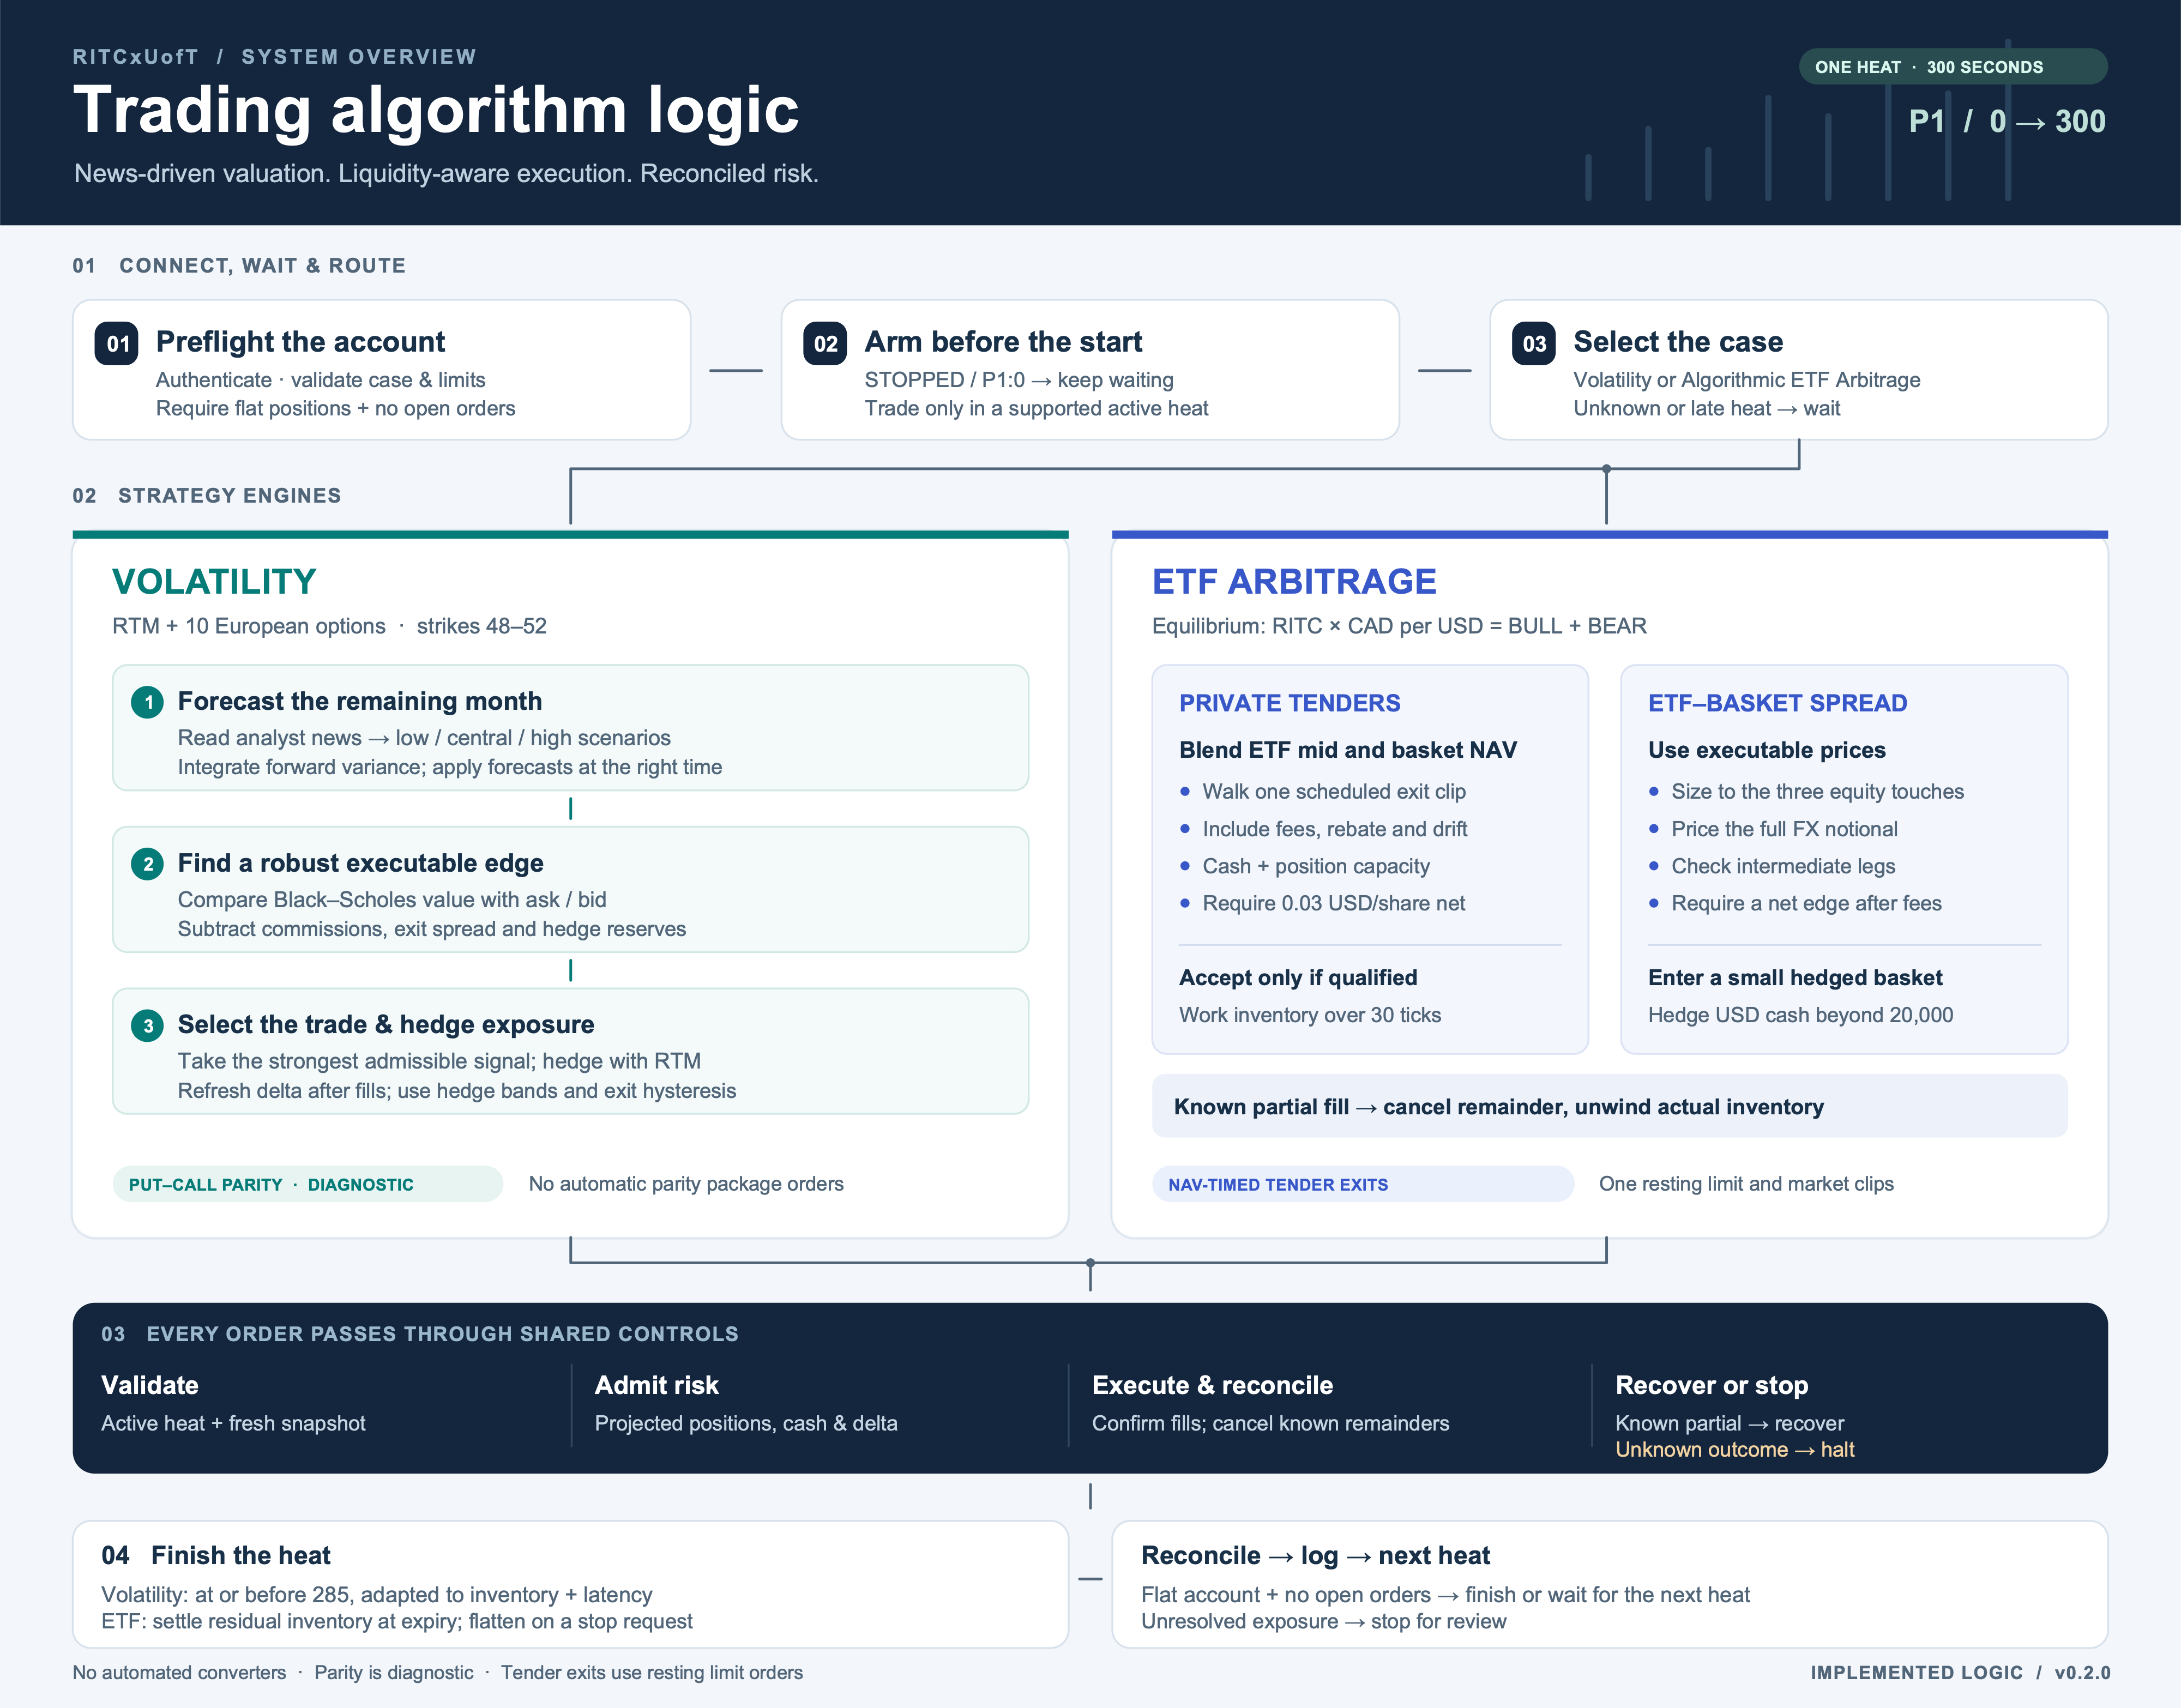 RITCxUofT / SYSTEM OVERVIEW
Trading algorithm logic
News-driven valuation. Liquidity-aware execution. Reconciled risk.
ONE HEAT · 300 SECONDS
P1 / 0 → 300
01 CONNECT, WAIT & ROUTE
01 Preflight the account
Authenticate · validate case & limits
Require flat positions + no open orders
02 Arm before the start
STOPPED / P1:0 → keep waiting
Trade only in a supported active heat
03 Select the case
Volatility or Algorithmic ETF Arbitrage
Unknown or late heat → wait
02 STRATEGY ENGINES
VOLATILITY
RTM + 10 European options · strikes 48–52
1 Forecast the remaining month
Read analyst news → low / central / high scenarios
Integrate forward variance; apply forecasts at the right time
2 Find a robust executable edge
Compare Black–Scholes value with ask / bid
Subtract commissions, exit spread and hedge reserves
3 Select the trade & hedge exposure
Take the strongest admissible signal; hedge with RTM
Refresh delta after fills; use hedge bands and exit hysteresis
PUT–CALL PARITY · DIAGNOSTIC
No automatic parity package orders
ETF ARBITRAGE
Equilibrium: RITC × CAD per USD = BULL + BEAR
PRIVATE TENDERS
Blend ETF mid and basket NAV
• Walk one scheduled exit clip
• Include fees, rebate and drift
• Cash + position capacity
• Require 0.03 USD/share net
Accept only if qualified
Work inventory over 30 ticks
ETF–BASKET SPREAD
Use executable prices
• Size to the three equity touches
• Price the full FX notional
• Check intermediate legs
• Require a net edge after fees
Enter a small hedged basket
Hedge USD cash beyond 20,000
Known partial fill → cancel remainder, unwind actual inventory
NAV-TIMED TENDER EXITS
One resting limit and market clips
03 EVERY ORDER PASSES THROUGH SHARED CONTROLS
Validate
Active heat + fresh snapshot
Admit risk
Projected positions, cash & delta
Execute & reconcile
Confirm fills; cancel known remainders
Recover or stop
Known partial → recover
Unknown outcome → halt
04 Finish the heat
Volatility: at or before 285, adapted to inventory + latency
ETF: settle residual inventory at expiry; flatten on a stop request
Reconcile → log → next heat
Flat account + no open orders → finish or wait for the next heat
Unresolved exposure → stop for review
No automated converters · Parity is diagnostic · Tender exits use resting limit orders
IMPLEMENTED LOGIC / v0.2.0